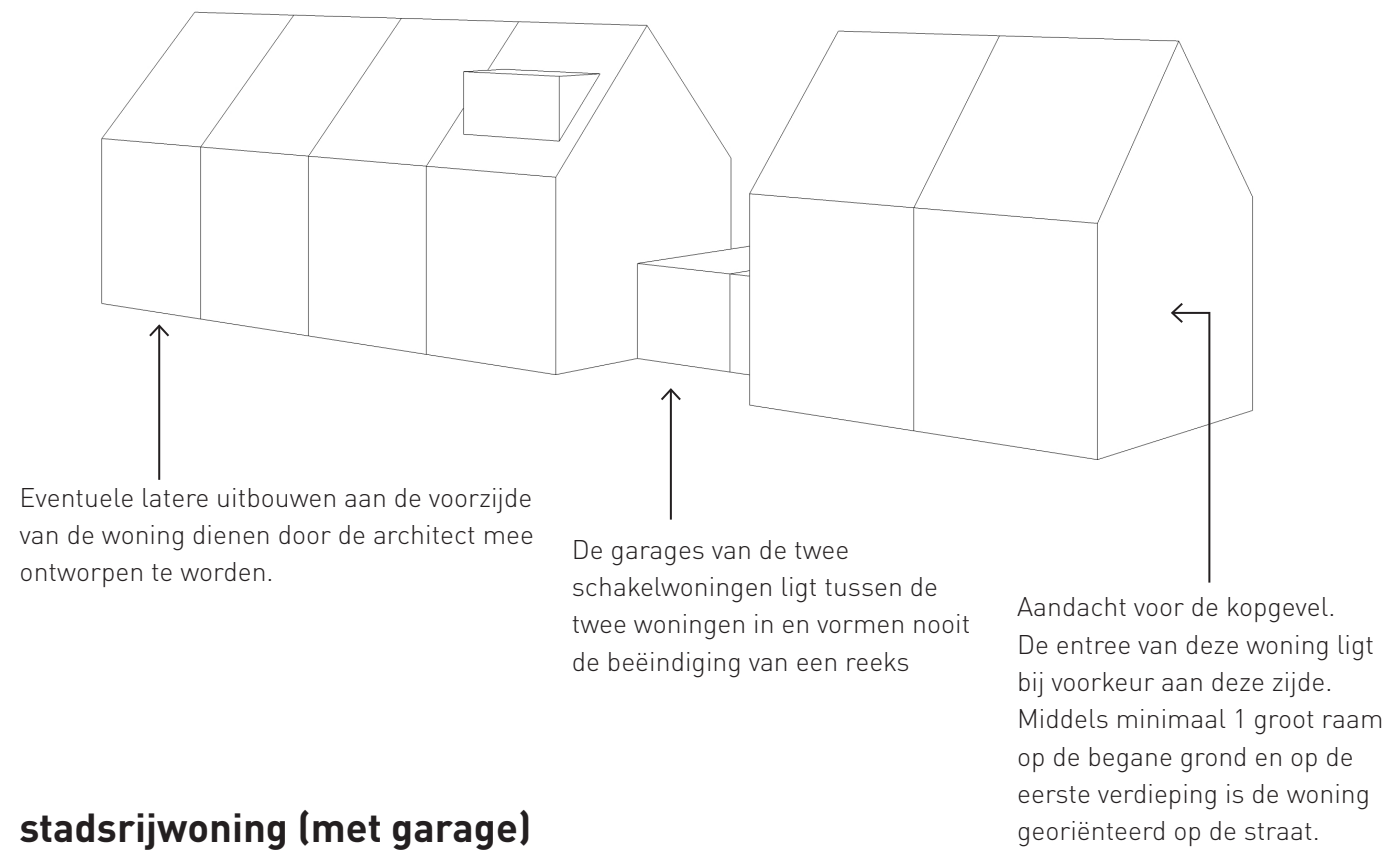 Eventuele latere uitbouwen aan de voorzijde
van de woning dienen door de architect mee
ontworpen te worden.
De garages van de twee
schakelwoningen ligt tussen de
twee woningen in en vormen nooit
de beëindiging van een reeks
Aandacht voor de kopgevel.
De entree van deze woning ligt
bij voorkeur aan deze zijde.
Middels minimaal 1 groot raam
op de begane grond en op de
eerste verdieping is de woning
georiënteerd op de straat.
stadsrijwoning (met garage)